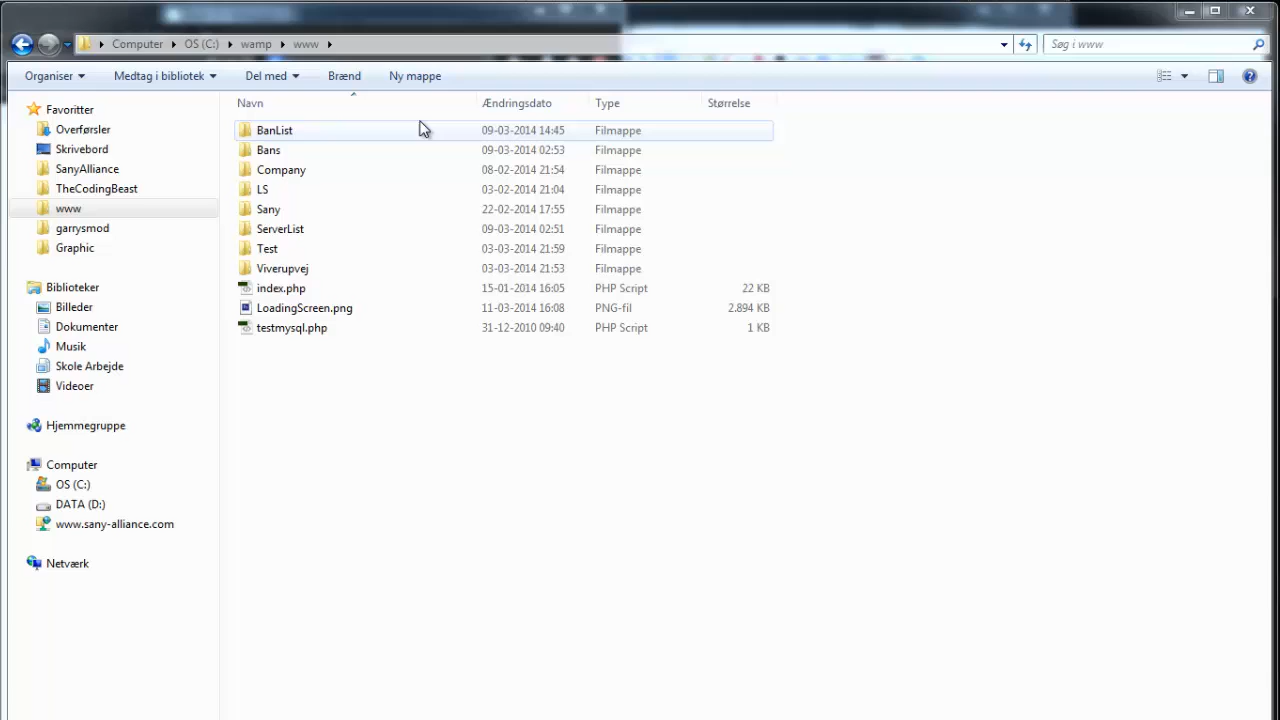 Computer OS (C:) wamp www
Søg i www
Organiser Medtag i bibliotek Del med Brænd Ny mappe
Navn Ændringsdato Type Størrelse
Favoritter
Overførsler
Skrivebord
SanyAlliance
TheCodingBeast
www
garrysmod
Graphic
Biblioteker
Billeder
Dokumenter
Musik
Skole Arbejde
Videoer
Hjemmegruppe
Computer
OS (C:)
DATA (D:)
www.sany-alliance.com
Netværk
BanList 09-03-2014 14:45 Filmappe
Bans 09-03-2014 02:53 Filmappe
Company 08-02-2014 21:54 Filmappe
LS 03-02-2014 21:04 Filmappe
Sany 22-02-2014 17:55 Filmappe
ServerList 09-03-2014 02:51 Filmappe
Test 03-03-2014 21:59 Filmappe
Viverupvej 03-03-2014 21:53 Filmappe
index.php 15-01-2014 16:05 PHP Script 22 KB
LoadingScreen.png 11-03-2014 16:08 PNG-fil 2.894 KB
testmysql.php 31-12-2010 09:40 PHP Script 1 KB